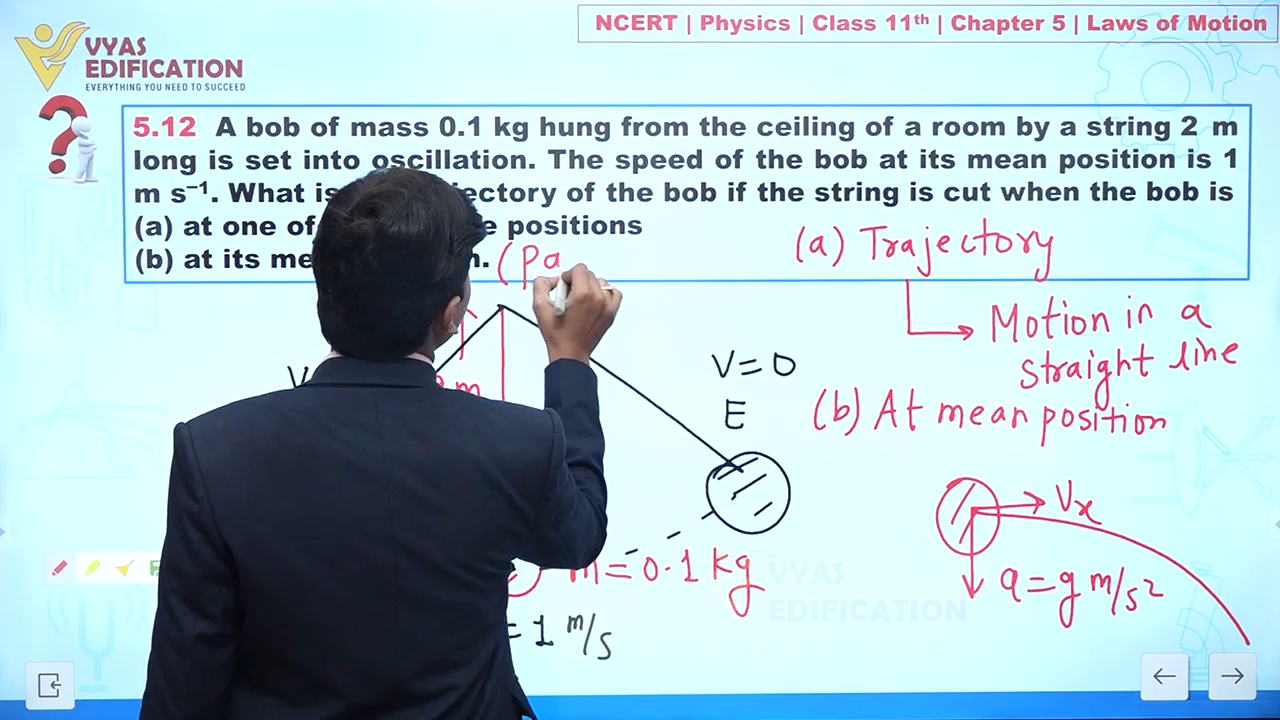 NCERT | Physics | Class 11th | Chapter 5 | Laws of Motion
VYAS
EDIFICATION
EVERYTHING YOU NEED TO SUCCEED
5.12 A bob of mass 0.1 kg hung from the ceiling of a room by a string 2 m
long is set into oscillation. The speed of the bob at its mean position is 1
m s⁻¹. What is jectory of the bob if the string is cut when the bob is
(a) at one of e positions
(b) at its me n.
(Pa
(a) Trajectory
Motion in a
straight line
V = 0
E
V
m
(b) At mean position
Vx
a = g m/s²
m = 0.1 kg
= 1 m/s
VYAS
EDIFICATION